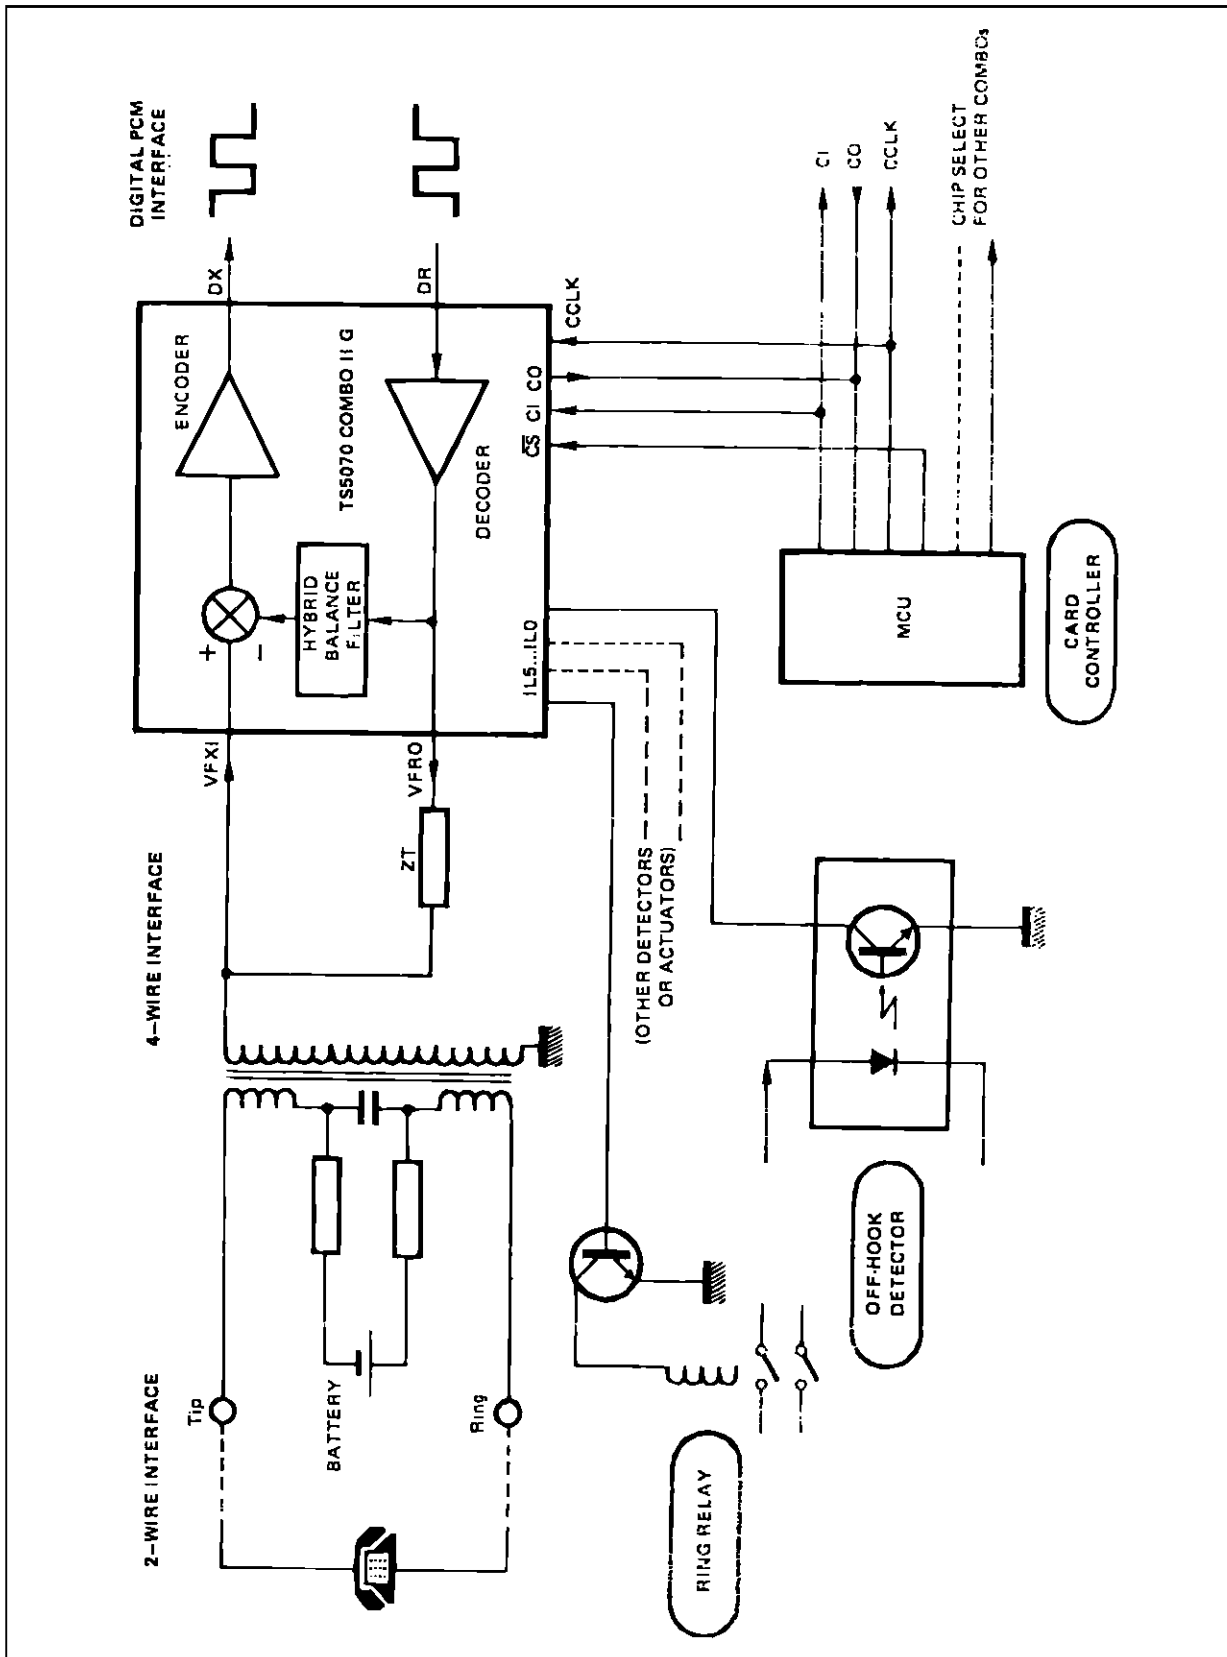 2-WIRE INTERFACE
4-WIRE INTERFACE
DIGITAL PCM
INTERFACE
Tip
BATTERY
Ring
VFXI
VFRO
ZT
+
-
ENCODER
DX
HYBRID
BALANCE
FILTER
TS5070 COMBO II G
DR
DECODER
IL5...IL0
CS CI CO
CCLK
(OTHER DETECTORS
OR ACTUATORS)
CI
CO
CCLK
CHIP SELECT
FOR OTHER COMBOs
MCU
CARD
CONTROLLER
OFF-HOOK
DETECTOR
RING RELAY